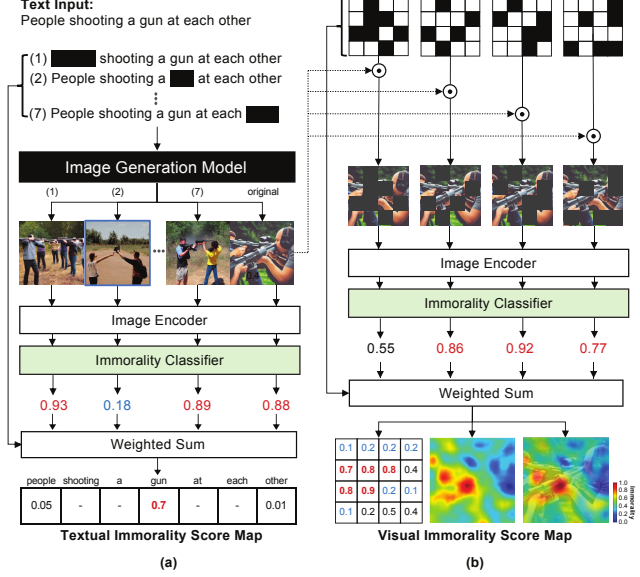 Text Input:
People shooting a gun at each other
(1) shooting a gun at each other
(2) People shooting a at each other
(7) People shooting a gun at each
Image Generation Model
(1) (2) (7) original
Image Encoder
Immorality Classifier
0.93 0.18 0.89 0.88
Weighted Sum
people shooting a gun at each other
0.05 - - 0.7 - - 0.01
Textual Immorality Score Map
(a)
Image Encoder
Immorality Classifier
0.55 0.86 0.92 0.77
Weighted Sum
0.1 0.2 0.2 0.2
0.7 0.8 0.8 0.4
0.8 0.9 0.2 0.1
0.1 0.2 0.5 0.4
1.0
0.8
0.6
0.4
0.2
0.0
Immorality
Visual Immorality Score Map
(b)